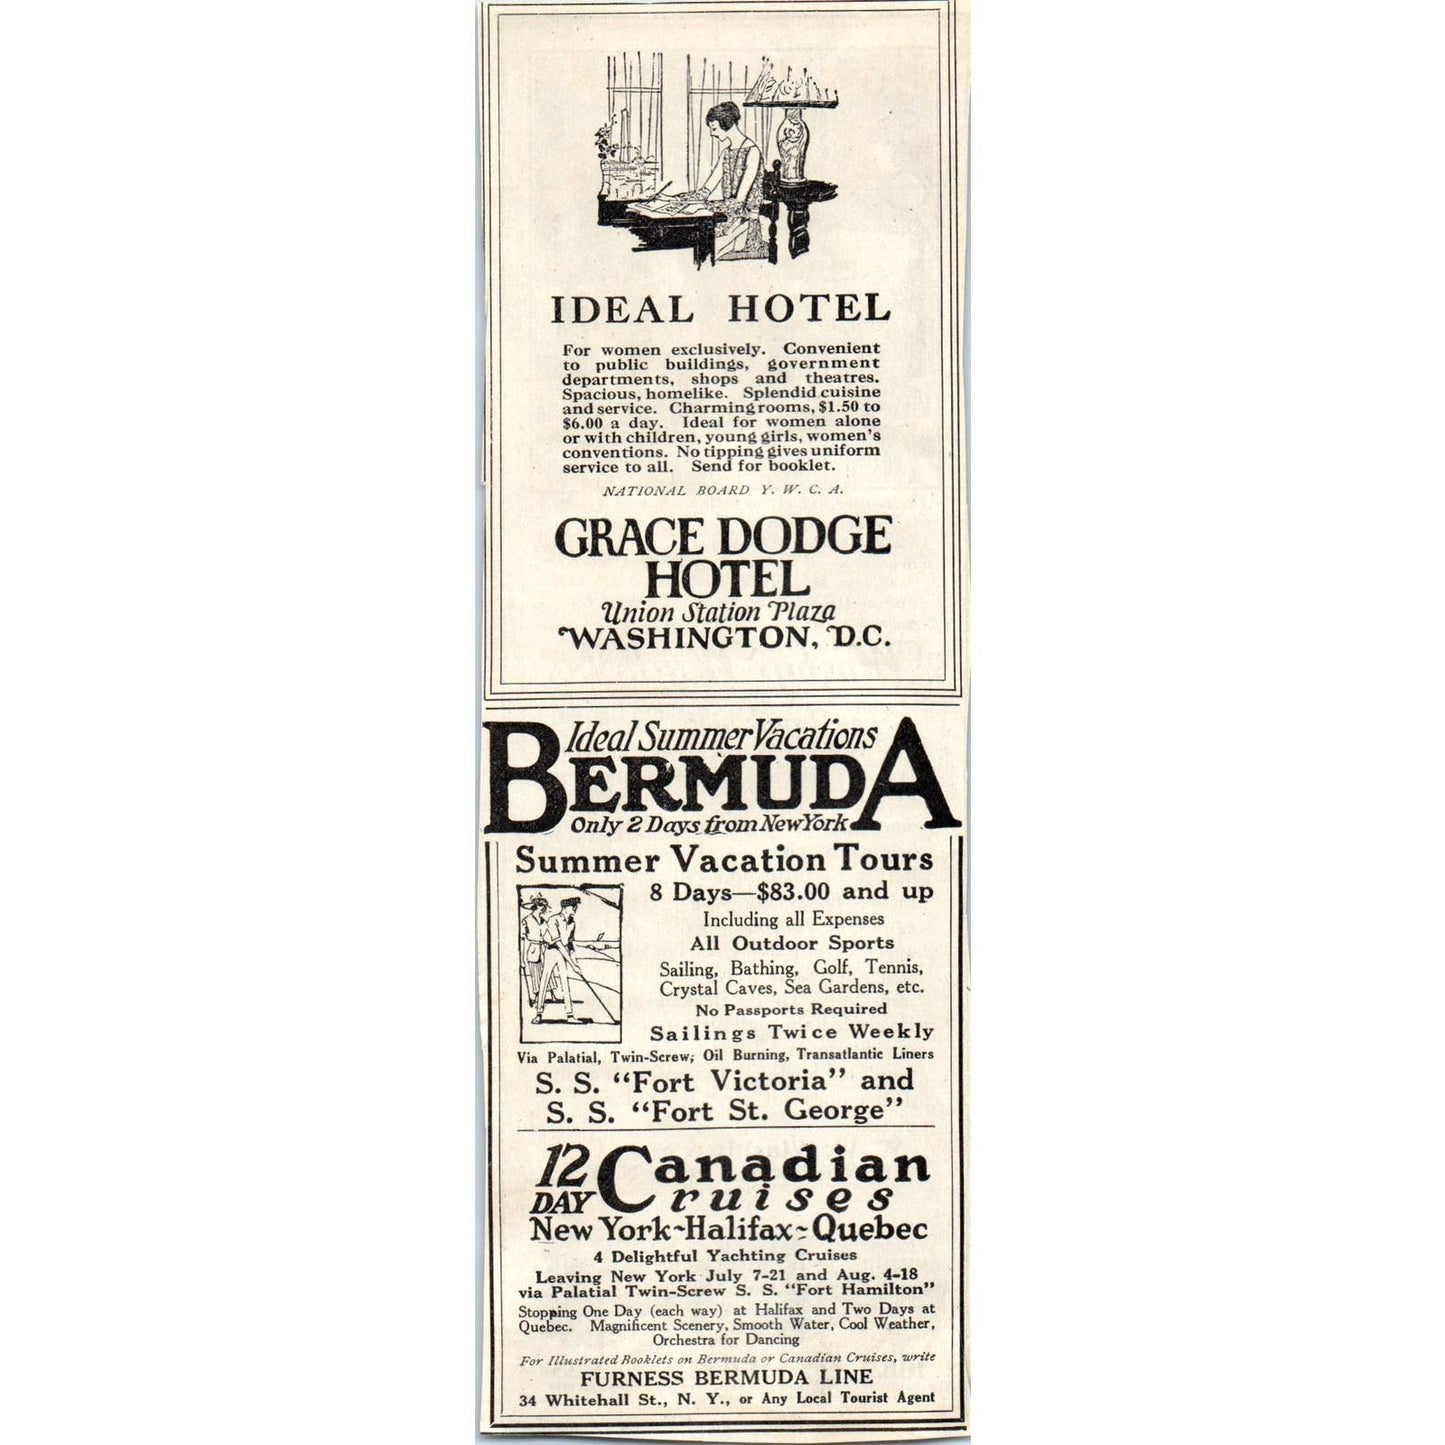 IDEAL HOTEL
For women exclusively. Convenient
to public buildings, government
departments, shops and theatres.
Spacious, homelike. Splendid cuisine
and service. Charming rooms, $1.50 to
$6.00 a day. Ideal for women alone
or with children, young girls, women's
conventions. No tipping gives uniform
service to all. Send for booklet.
NATIONAL BOARD Y. W. C. A.
GRACE DODGE
HOTEL
Union Station Plaza
WASHINGTON, D.C.
Ideal Summer Vacations
BERMUDA
Only 2 Days from New York
Summer Vacation Tours
8 Days—$83.00 and up
Including all Expenses
All Outdoor Sports
Sailing, Bathing, Golf, Tennis,
Crystal Caves, Sea Gardens, etc.
No Passports Required
Sailings Twice Weekly
Via Palatial, Twin-Screw, Oil Burning, Transatlantic Liners
S. S. "Fort Victoria" and
S. S. "Fort St. George"
12 DAY Canadian
Cruises
New York~Halifax~Quebec
4 Delightful Yachting Cruises
Leaving New York July 7-21 and Aug. 4-18
via Palatial Twin-Screw S. S. "Fort Hamilton"
Stopping One Day (each way) at Halifax and Two Days at
Quebec. Magnificent Scenery, Smooth Water, Cool Weather,
Orchestra for Dancing
For Illustrated Booklets on Bermuda or Canadian Cruises, write
FURNESS BERMUDA LINE
34 Whitehall St., N. Y., or Any Local Tourist Agent